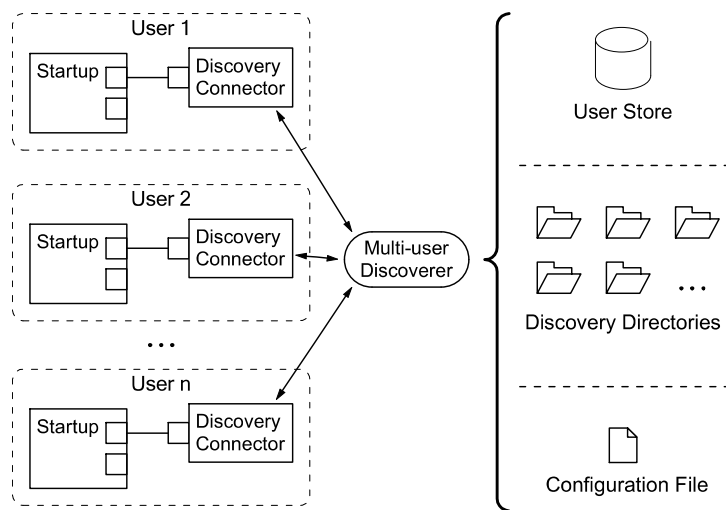 User 1
Startup
Discovery
Connector
User 2
Startup
Discovery
Connector
...
User n
Startup
Discovery
Connector
Multi-user
Discoverer
User Store
...
Discovery Directories
Configuration File